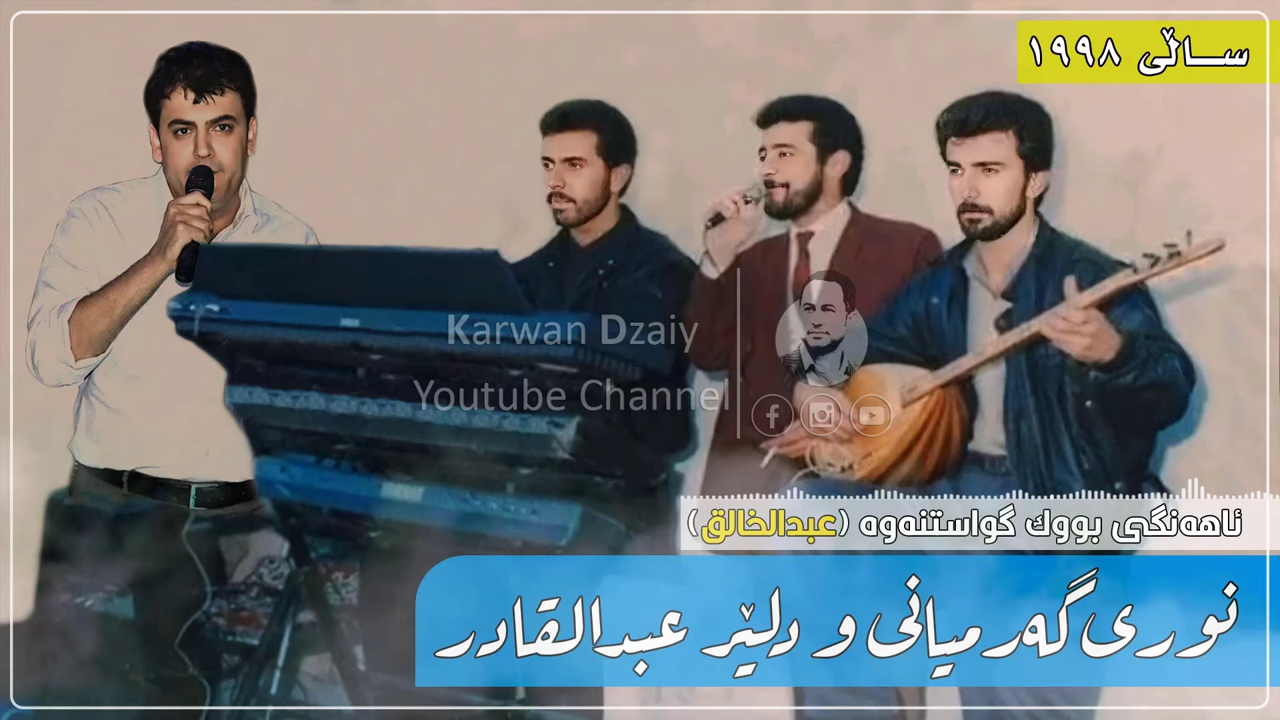 ساڵی ١٩٩٨
Karwan Dzaiy
Youtube Channel
ئاهەنگی بووك گواستنەوە (عبدالخالق)
نوری گەرمیانی و دلێر عبدالقادر